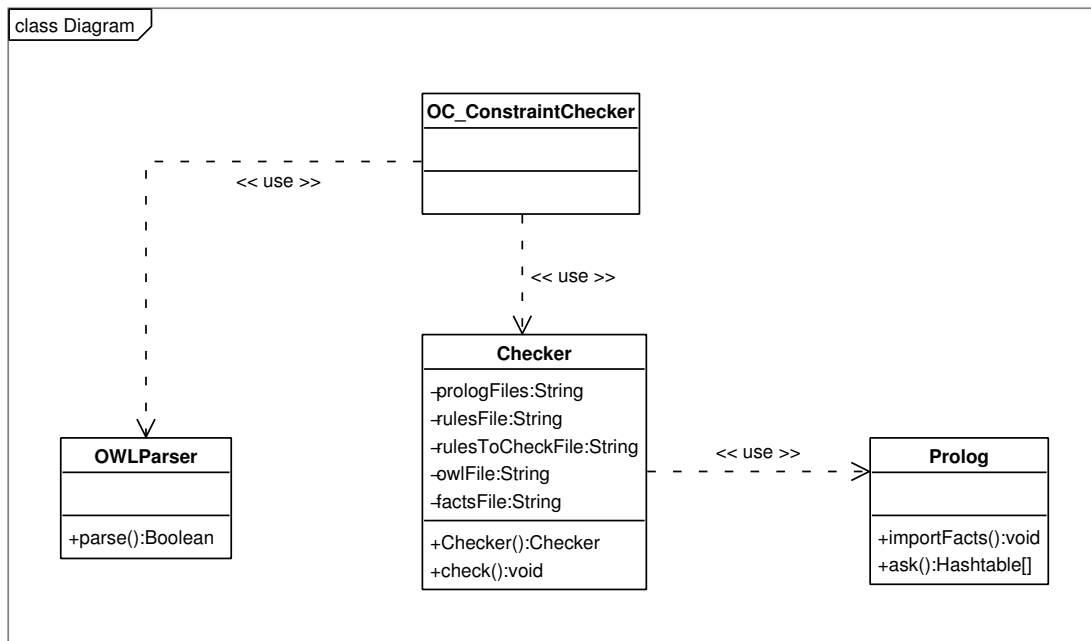 class Diagram
OC_ConstraintChecker
<< use >>
<< use >>
Checker
-prologFiles:String
-rulesFile:String
-rulesToCheckFile:String
-owlFile:String
-factsFile:String
+Checker():Checker
+check():void
OWLParser
+parse():Boolean
<< use >>
Prolog
+importFacts():void
+ask():Hashtable[]